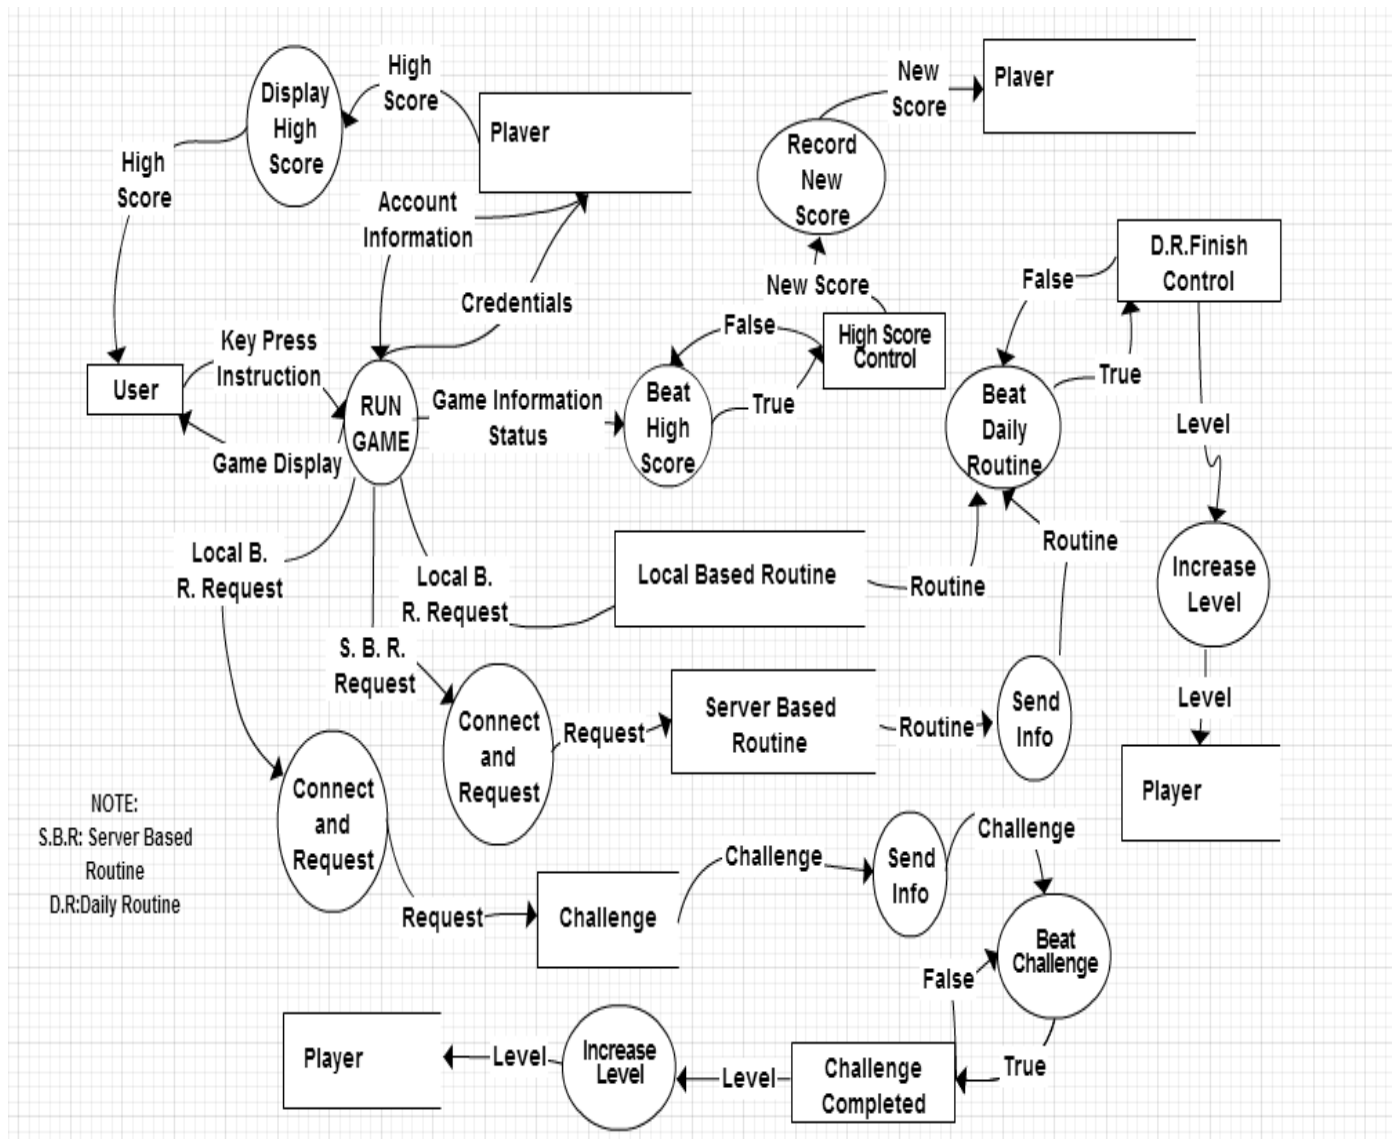 Display
High
Score
High
Score
Plaver
High
Score
Account
Information
Credentials
New
Score
Plaver
Record
New
Score
New Score
High Score
Control
False
True
D.R.Finish
Control
False
True
Level
User
Key Press
Instruction
Game Display
RUN
GAME
Game Information
Status
Beat
High
Score
Beat
Daily
Routine
Local B.
R. Request
Local B.
R. Request
S. B. R.
Request
Local Based Routine
Routine
Routine
Increase
Level
Level
Player
Connect
and
Request
Request
Server Based
Routine
Routine
Send
Info
Connect
and
Request
NOTE:
S.B.R: Server Based
Routine
D.R:Daily Routine
Request
Challenge
Challenge
Send
Info
Challenge
Beat
Challenge
False
True
Challenge
Completed
Level
Increase
Level
Level
Player